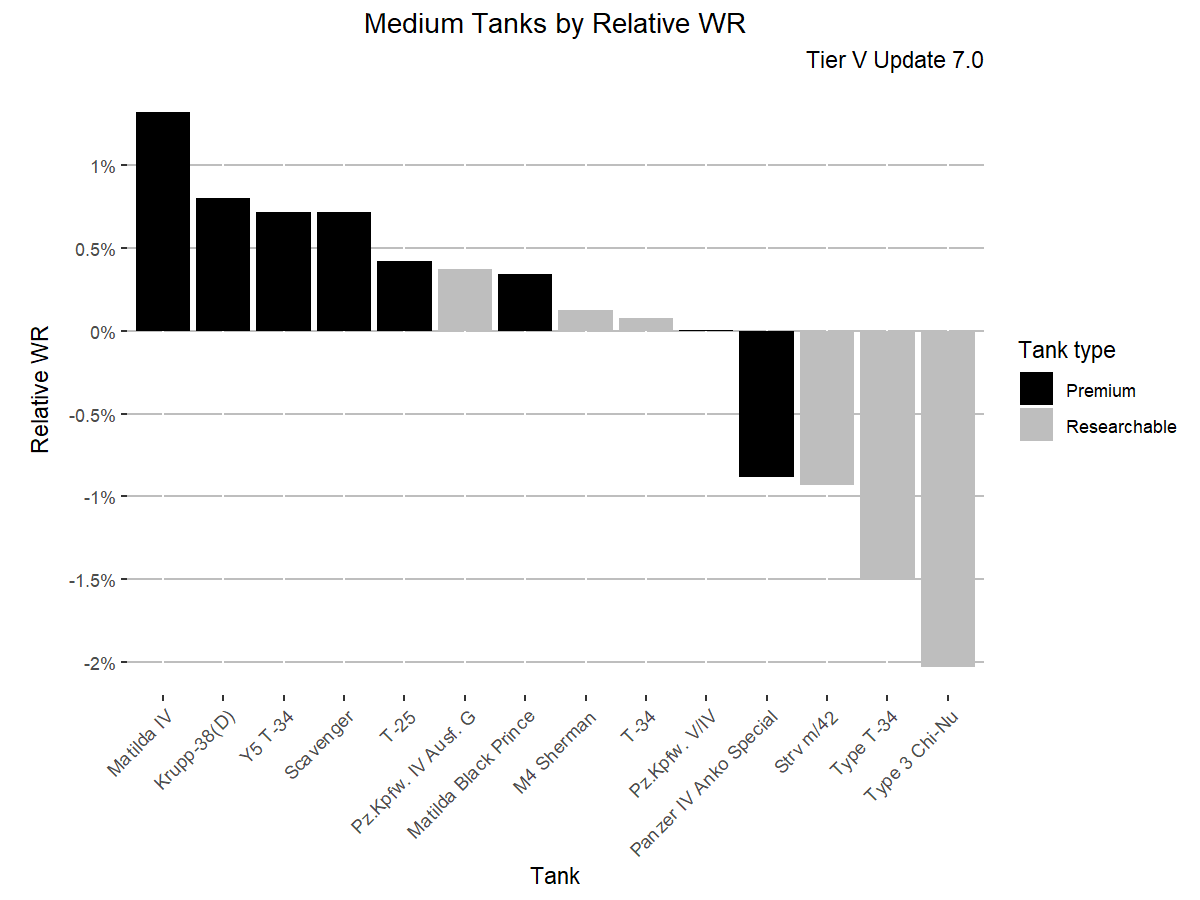 Medium Tanks by Relative WR
Tier V Update 7.0
1%
0.5%
0%
-0.5%
-1%
-1.5%
-2%
Relative WR
Matilda IV
Krupp-38(D)
Y5 T-34
Scavenger
T-25
Pz.Kpfw. IV Ausf. G
Matilda Black Prince
M4 Sherman
T-34
Pz.Kpfw. V/IV
Panzer IV Anko Special
Strv m/42
Type T-34
Type 3 Chi-Nu
Tank
Tank type
Premium
Researchable